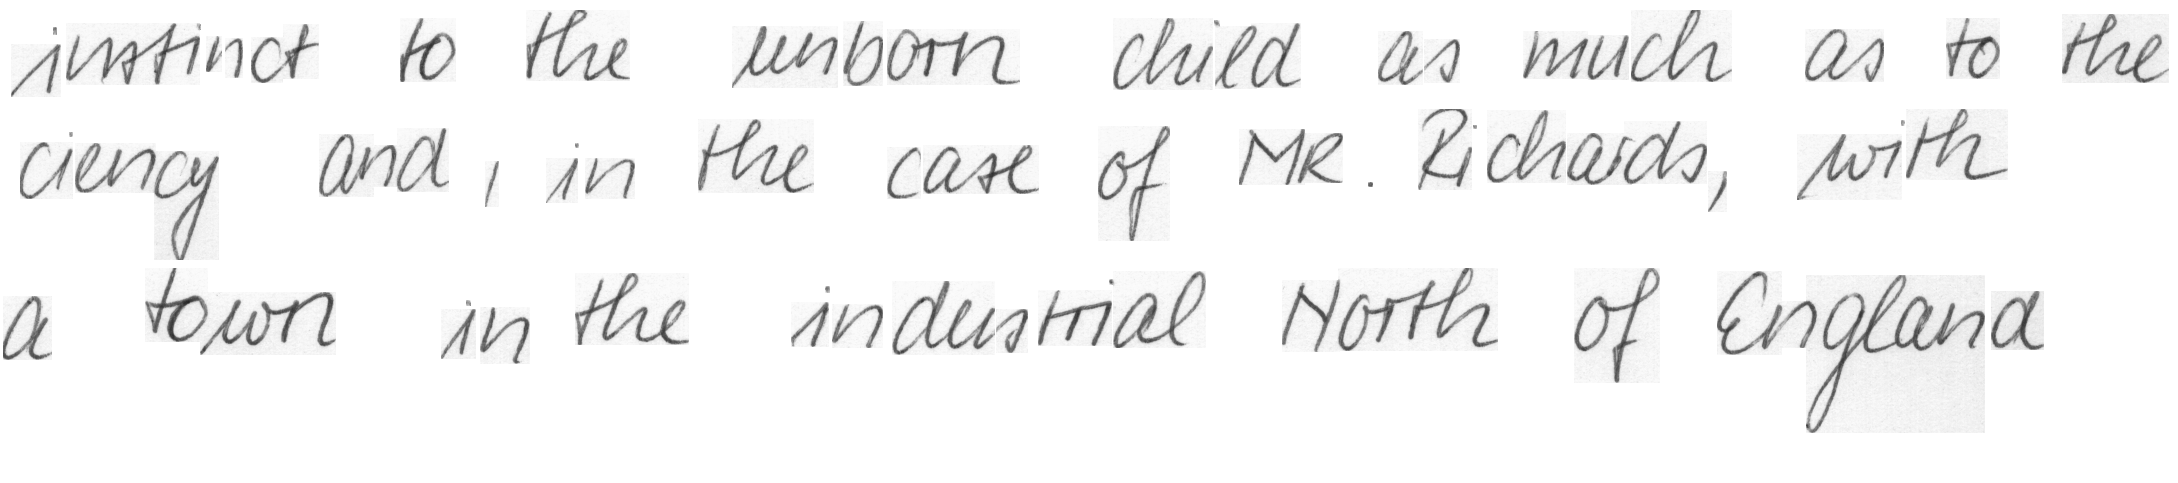 instinct to the unborn child as much as to the
ciency and, in the case of MR. Richards, with
a town in the industrial North of England